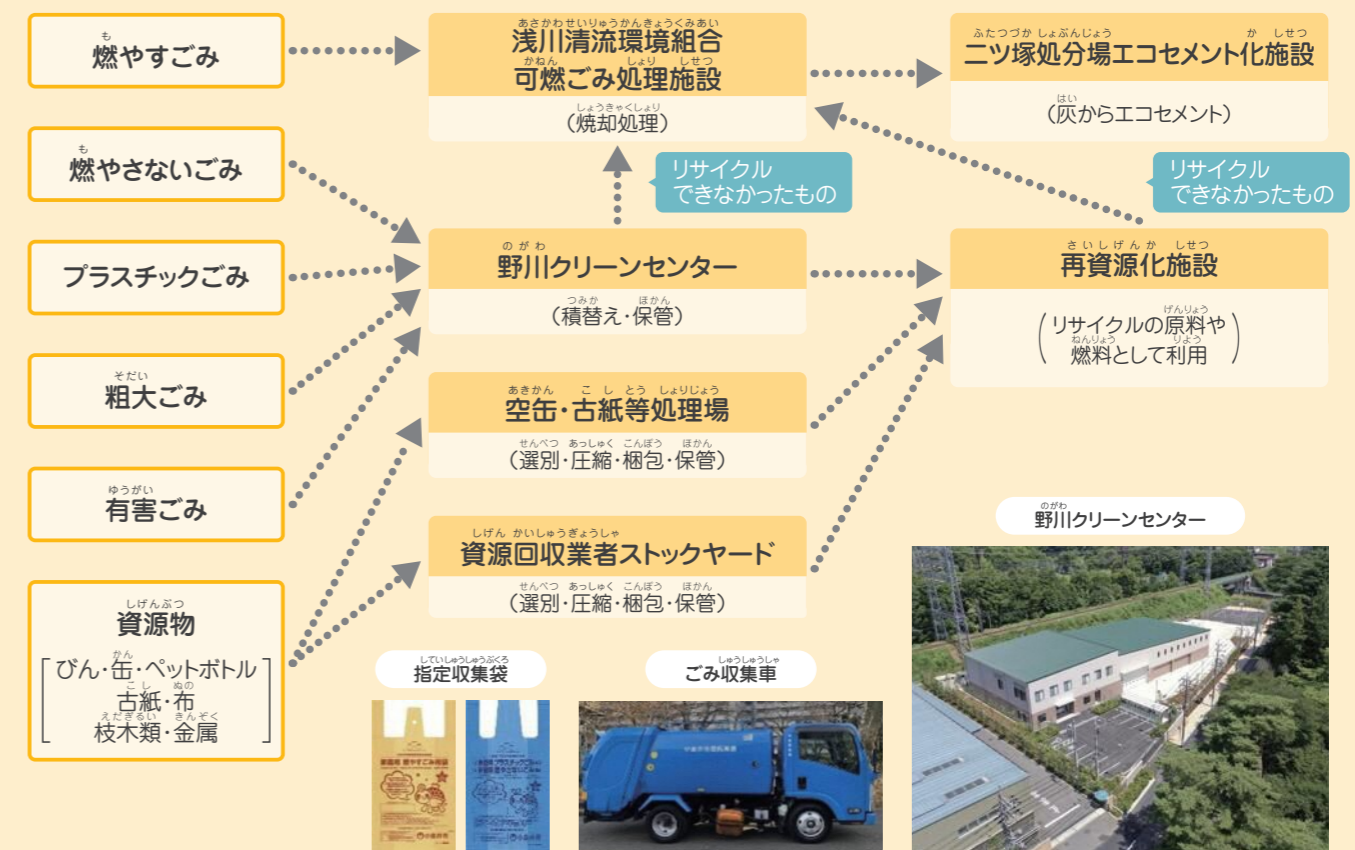 燃やすごみ
燃やさないごみ
プラスチックごみ
粗大ごみ
有害ごみ
資源物
びん・缶・ペットボトル
古紙・布
枝木類・金属
浅川清流環境組合
可燃ごみ処理施設
（焼却処理）
リサイクル
できなかったもの
野川クリーンセンター
（積替え・保管）
空缶・古紙等処理場
（選別・圧縮・梱包・保管）
資源回収業者ストックヤード
（選別・圧縮・梱包・保管）
二ツ塚処分場エコセメント化施設
（灰からエコセメント）
リサイクル
できなかったもの
再資源化施設
（リサイクルの原料や
燃料として利用）
指定収集袋
ごみ収集車
野川クリーンセンター